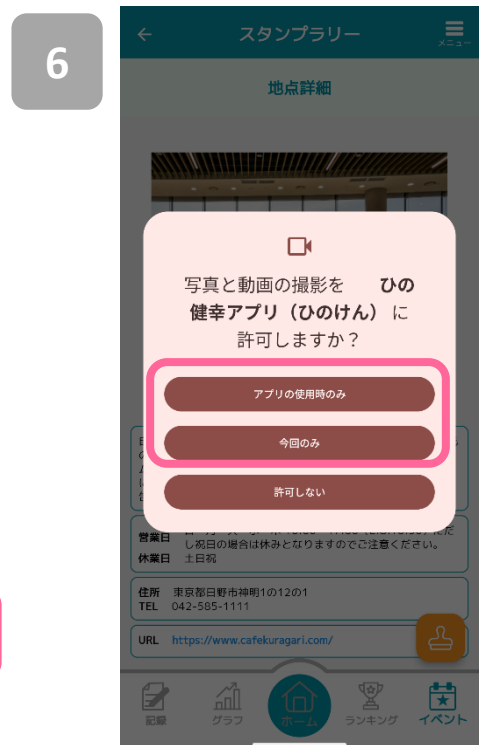 6
スタンプラリー
メニュー
地点詳細
写真と動画の撮影を ひの
健幸アプリ（ひのけん）に
許可しますか？
アプリの使用時のみ
今回のみ
許可しない
営業日
し祝日の場合は休みとなりますのでご注意ください。
休業日 土日祝
住所 東京都日野市神明1の12の1
TEL 042-585-1111
URL https://www.cafekuragari.com/
記録 グラフ ホーム ランキング イベント